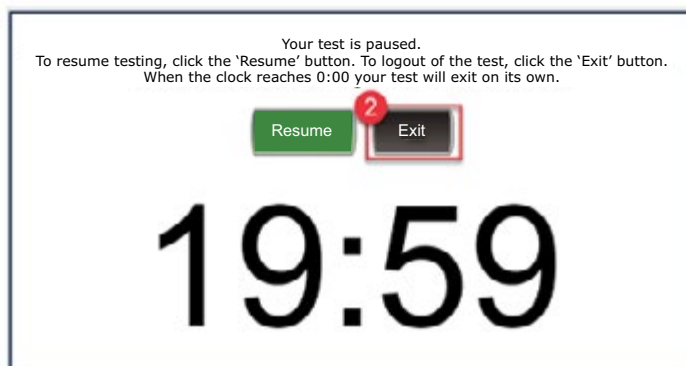 Your test is paused.
To resume testing, click the ‘Resume’ button. To logout of the test, click the ‘Exit’ button.
When the clock reaches 0:00 your test will exit on its own.
2
Resume Exit
19:59